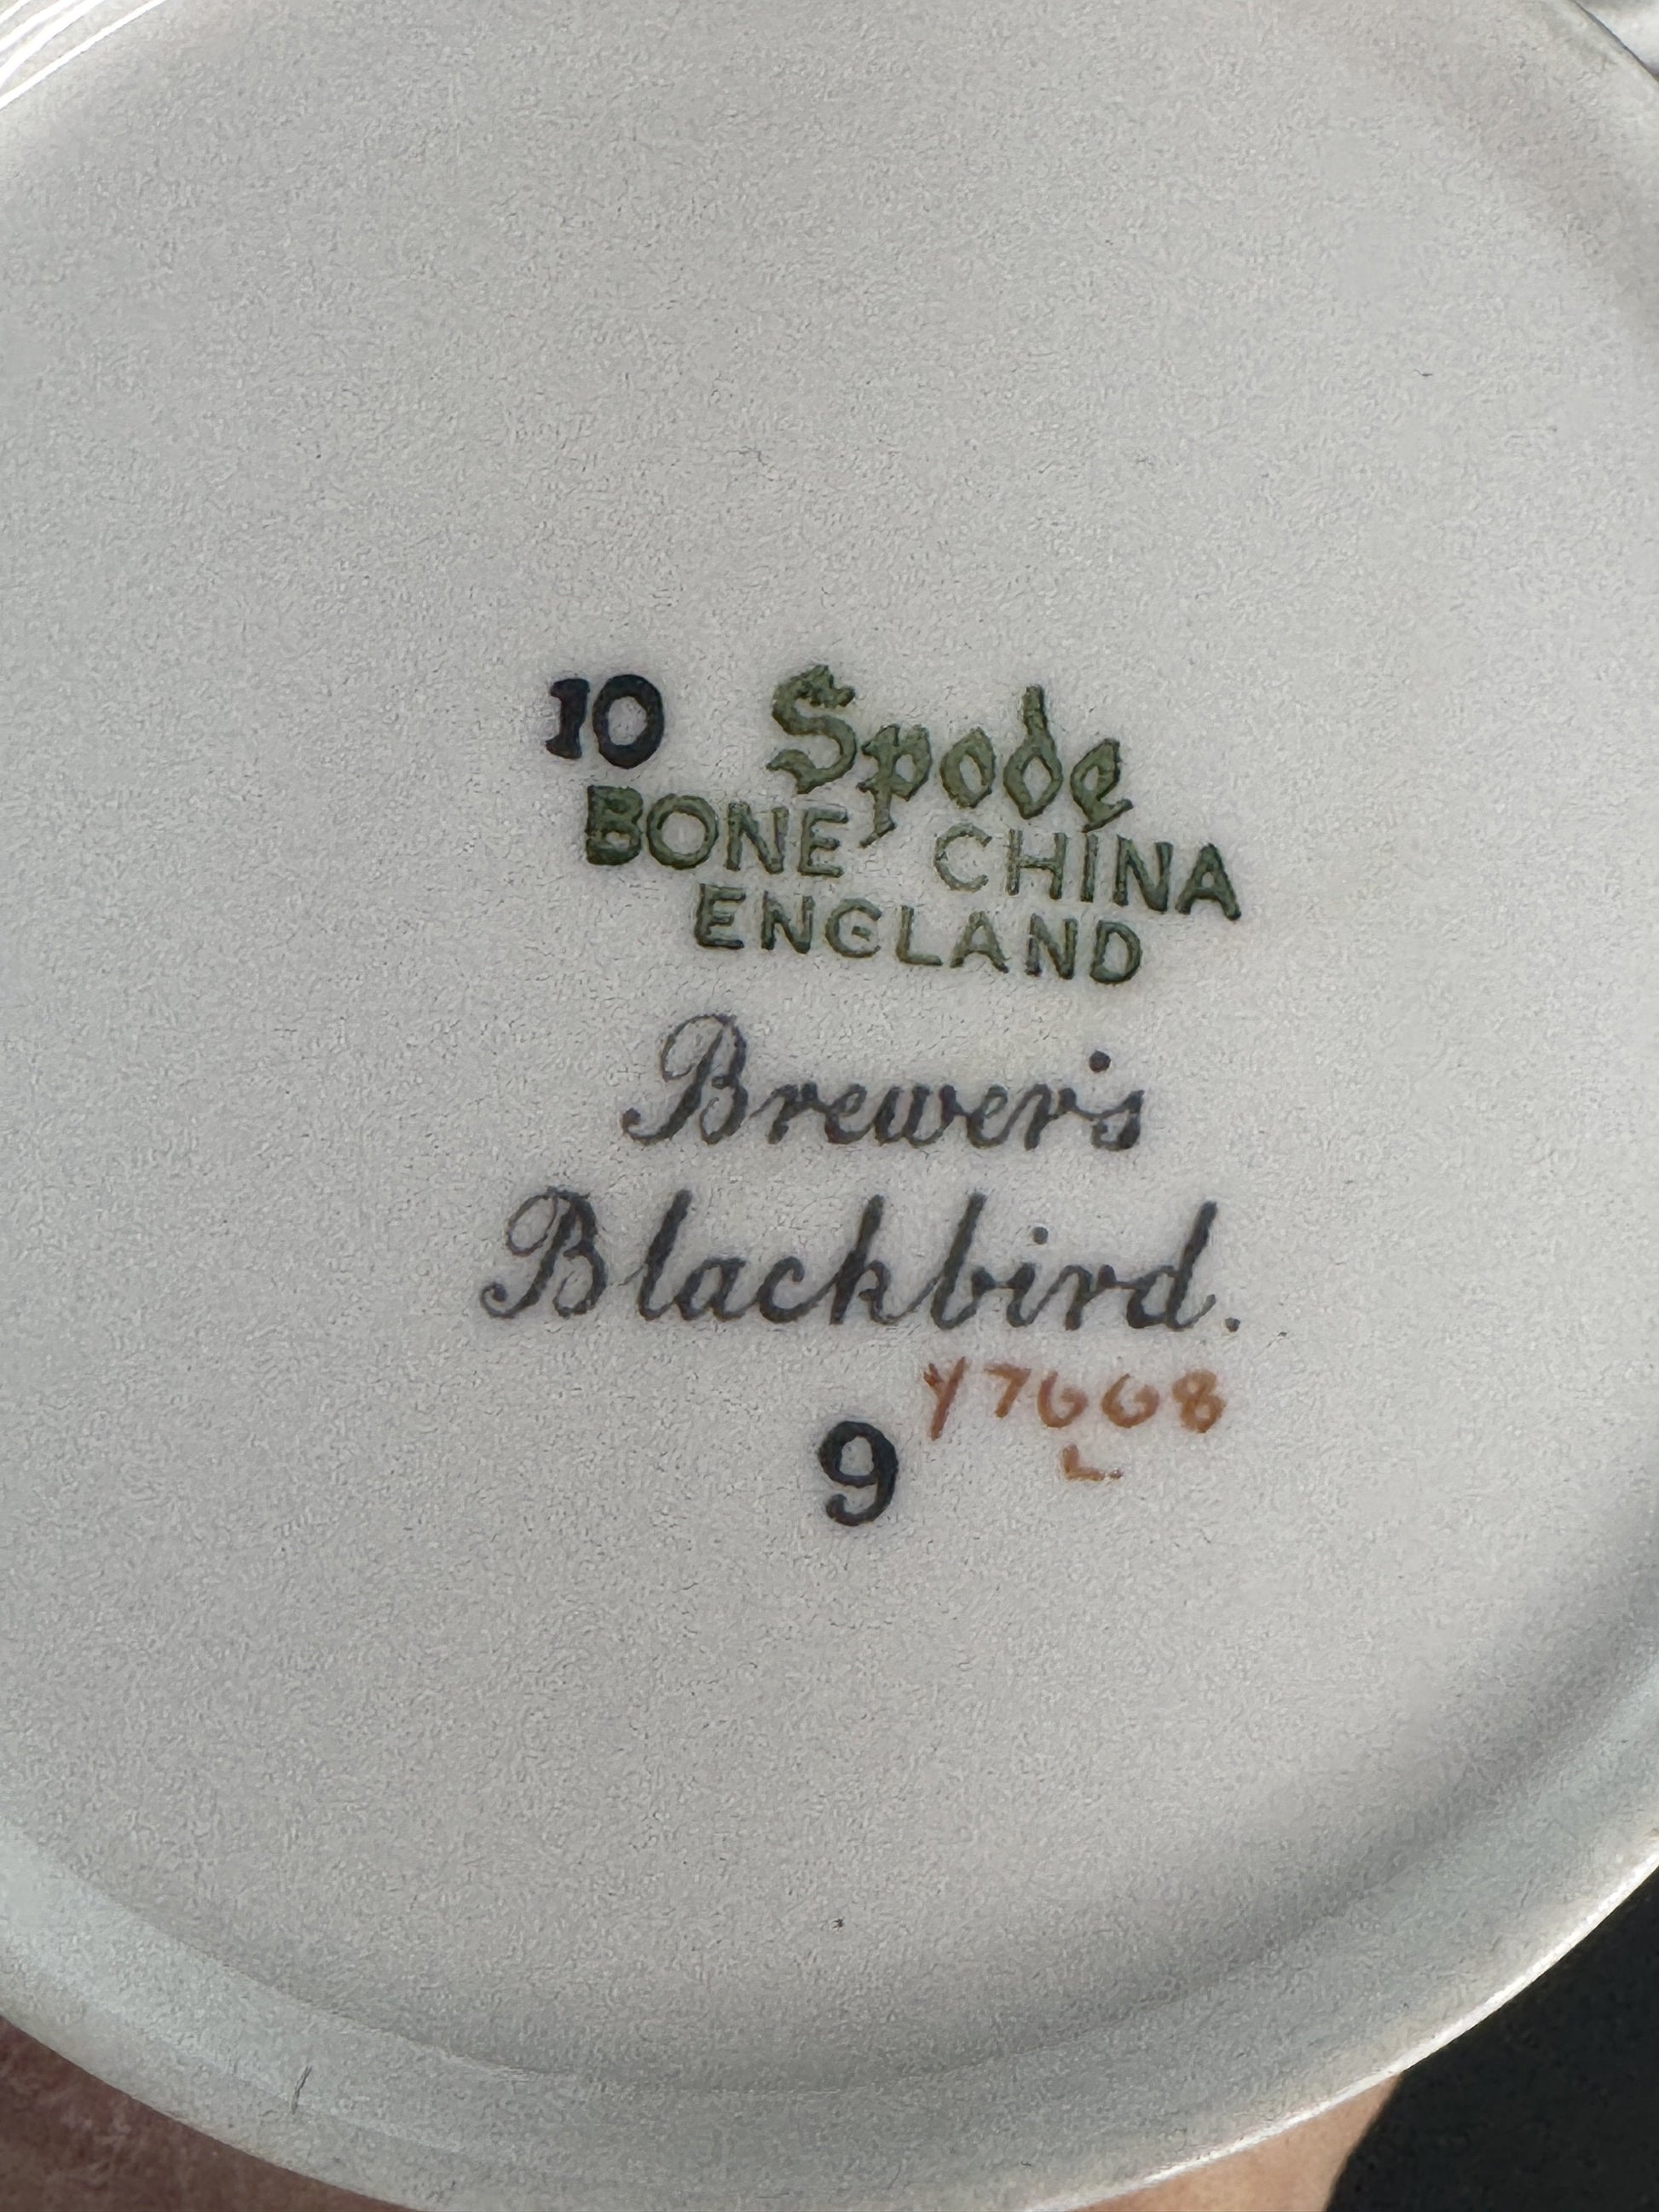 10 Spode
BONE CHINA
ENGLAND
Brewer's
Blackbird.
Y7668
9
L